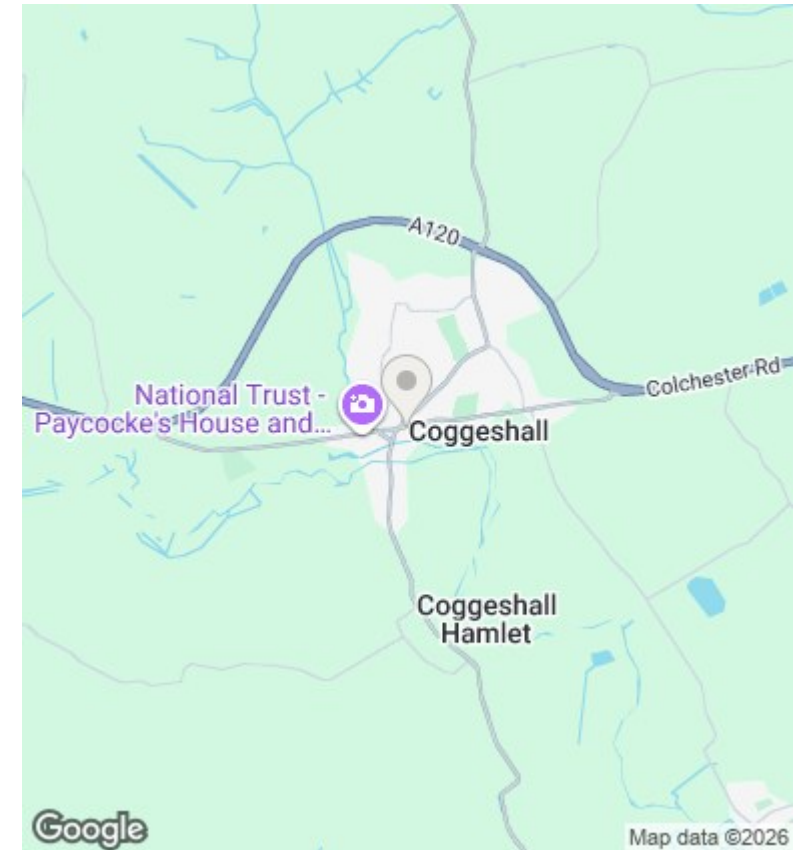 A120
Colchester Rd
National Trust -
Paycocke's House and...
Coggeshall
Coggeshall
Hamlet
Google
Map data ©2026